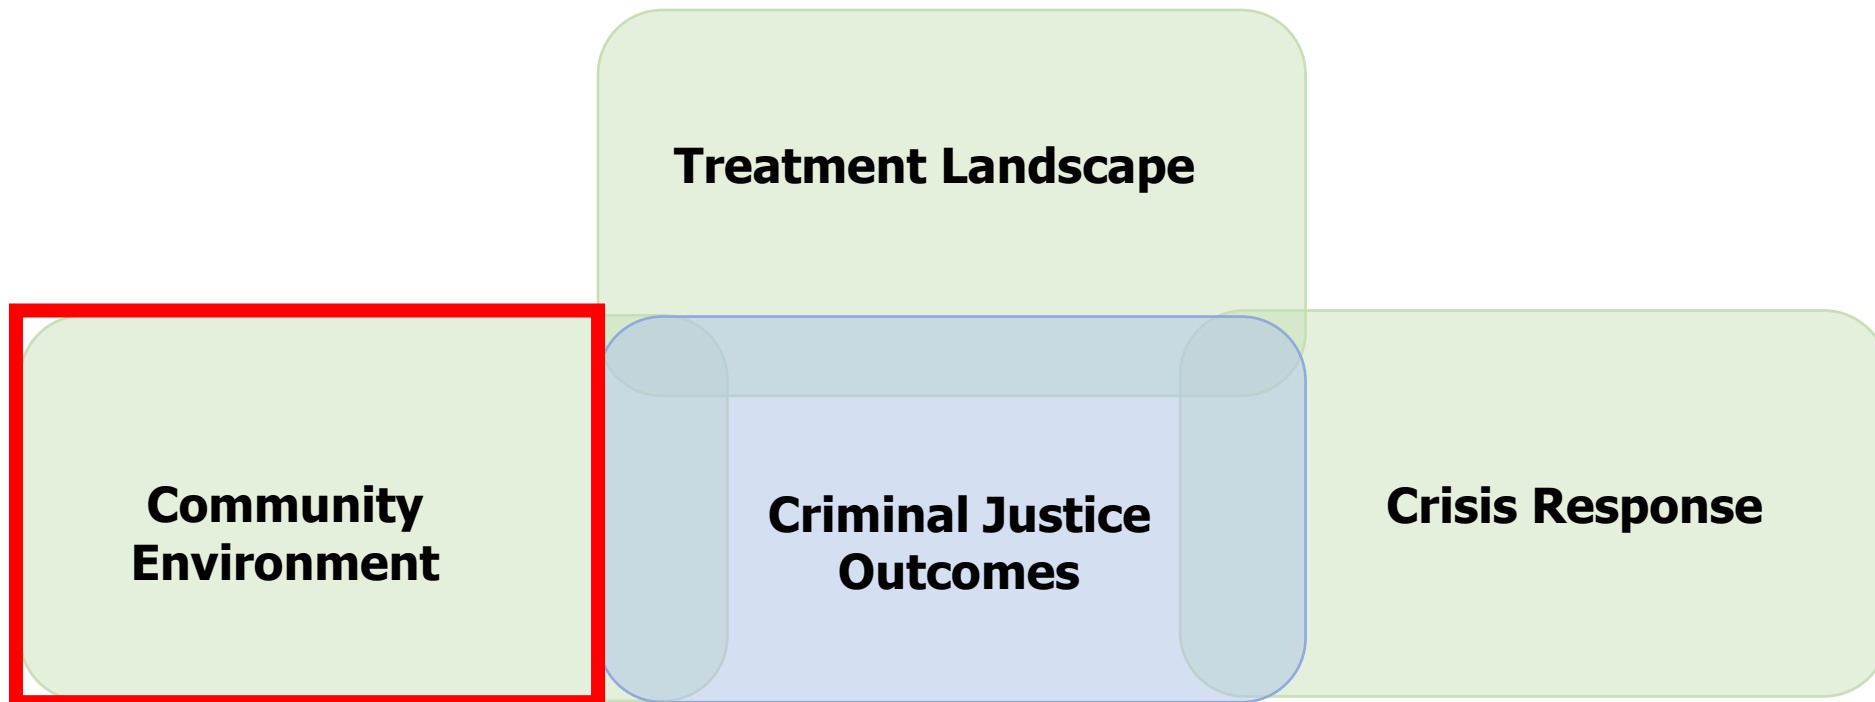 Treatment Landscape
Community
Environment
Criminal Justice
Outcomes
Crisis Response